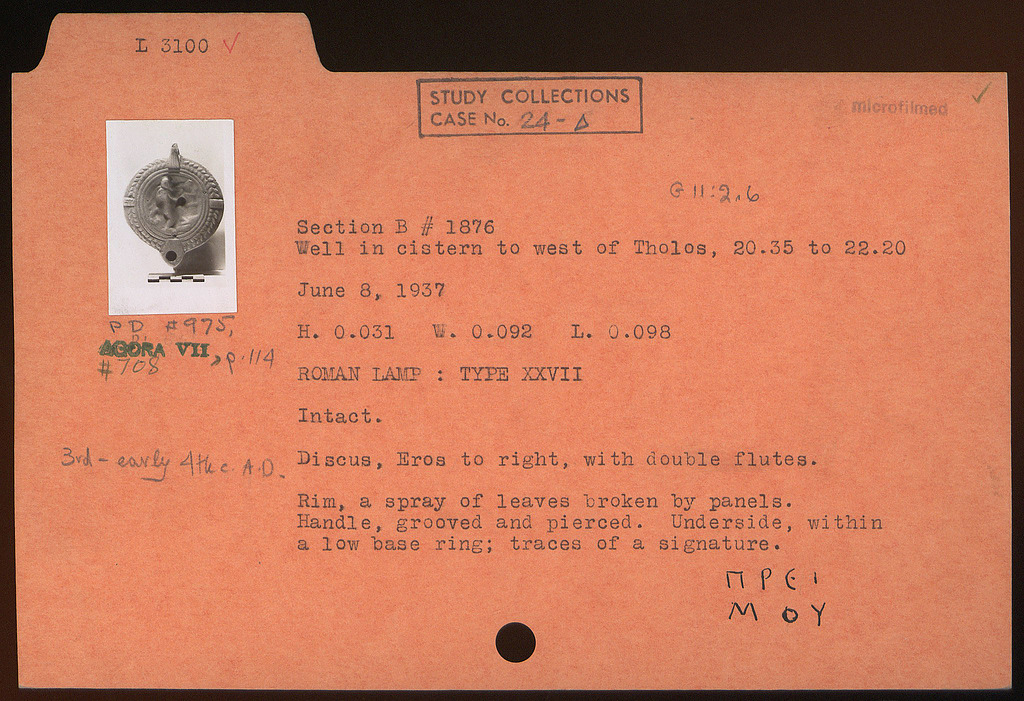 L 3100 √
STUDY COLLECTIONS
CASE No. 24 - Δ
microfilmed ✓
G 11:2,6
Section B # 1876
Well in cistern to west of Tholos, 20.35 to 22.20
June 8, 1937
H. 0.031 W. 0.092 L. 0.098
PD #975,
AGORA VII, p. 114
#708
ROMAN LAMP : TYPE XXVII
Intact.
3rd - early 4th c. A.D.
Discus, Eros to right, with double flutes.
Rim, a spray of leaves broken by panels.
Handle, grooved and pierced. Underside, within
a low base ring; traces of a signature.
ΠΡΕΙ
ΜΟΥ